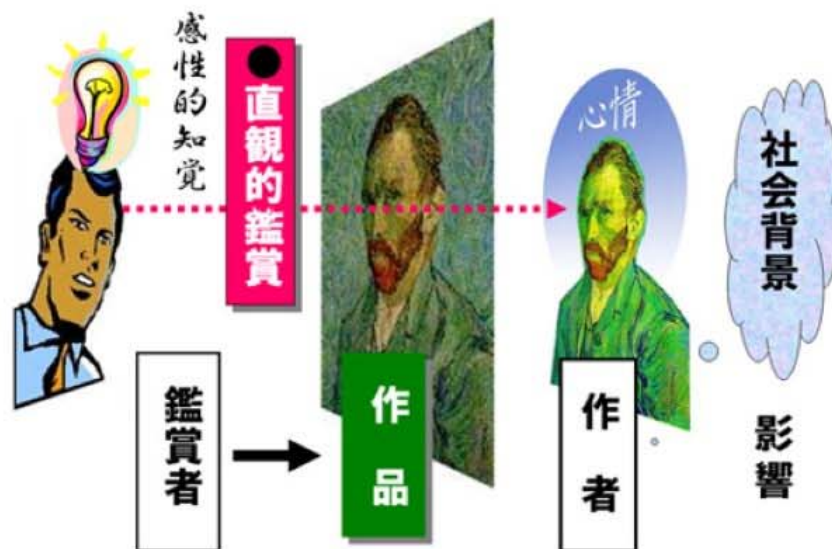 感性的知覚
●直観的鑑賞
心情
社会背景
鑑賞者
作品
作者
影響